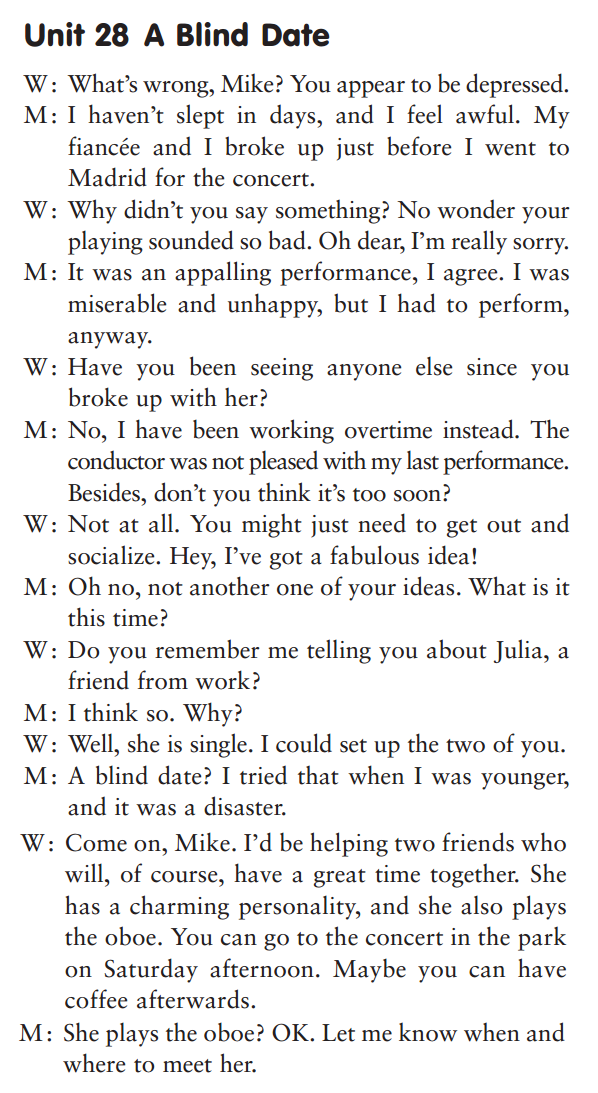 Unit 28 A Blind Date
W: What's wrong, Mike? You appear to be depressed.
M: I haven't slept in days, and I feel awful. My
fiancée and I broke up just before I went to
Madrid for the concert.
W: Why didn't you say something? No wonder your
playing sounded so bad. Oh dear, I'm really sorry.
M: It was an appalling performance, I agree. I was
miserable and unhappy, but I had to perform,
anyway.
W: Have you been seeing anyone else since you
broke up with her?
M: No, I have been working overtime instead. The
conductor was not pleased with my last performance.
Besides, don't you think it's too soon?
W: Not at all. You might just need to get out and
socialize. Hey, I've got a fabulous idea!
M: Oh no, not another one of your ideas. What is it
this time?
W: Do you remember me telling you about Julia, a
friend from work?
M: I think so. Why?
W: Well, she is single. I could set up the two of you.
M: A blind date? I tried that when I was younger,
and it was a disaster.
W: Come on, Mike. I'd be helping two friends who
will, of course, have a great time together. She
has a charming personality, and she also plays
the oboe. You can go to the concert in the park
on Saturday afternoon. Maybe you can have
coffee afterwards.
M: She plays the oboe? OK. Let me know when and
where to meet her.